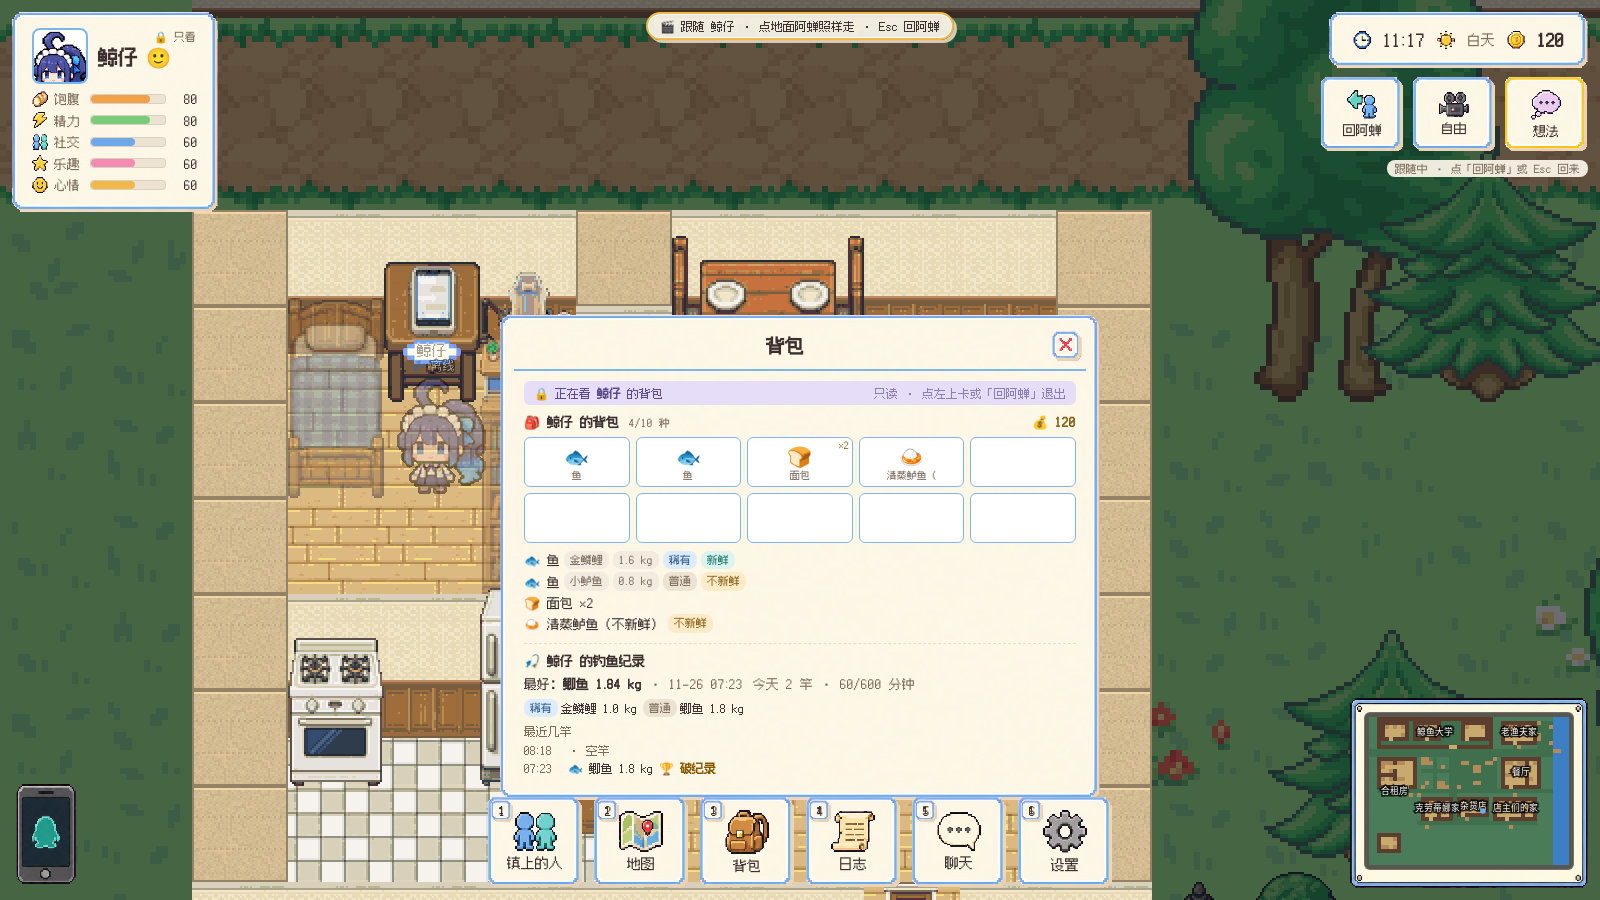 🎬 跟随 鲸仔 · 点地面阿蝉照样走 · Esc 回阿蝉
鲸仔
🔒 只看
饱腹 80
精力 80
社交 60
乐趣 60
心情 60
11:17 白天 120
回阿蝉
自由
想法
跟随中 · 点「回阿蝉」或 Esc 回来
鲸仔
离线
背包
🔒 正在看 鲸仔 的背包 只读 · 点左上卡或「回阿蝉」退出
鲸仔 的背包 4/10 种 120
鱼
鱼
×2
面包
清蒸鲈鱼 (
鱼 金鳞鲤 1.6 kg 稀有 新鲜
鱼 小鲈鱼 0.8 kg 普通 不新鲜
面包 ×2
清蒸鲈鱼 (不新鲜) 不新鲜
鲸仔 的钓鱼纪录
最好: 鲫鱼 1.84 kg · 11-26 07:23 今天 2 竿 · 60/600 分钟
稀有 金鳞鲤 1.0 kg 普通 鲫鱼 1.8 kg
最近几竿
08:18 · 空竿
07:23 鲫鱼 1.8 kg 🏆 破纪录
1 镇上的人
2 地图
3 背包
4 日志
5 聊天
6 设置
鲸鱼大学
老渔夫家
合租房
餐厅
克劳蒂娜家
杂货店
店主们的家